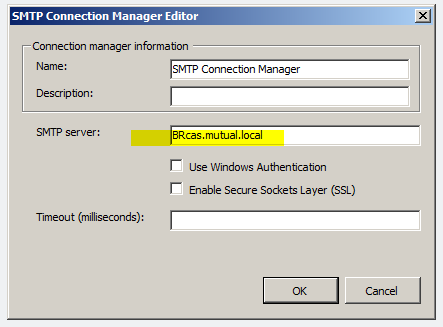 SMTP Connection Manager Editor
Connection manager information
Name: SMTP Connection Manager
Description:
SMTP server: BRcas.mutual.local
Use Windows Authentication
Enable Secure Sockets Layer (SSL)
Timeout (milliseconds):
OK Cancel